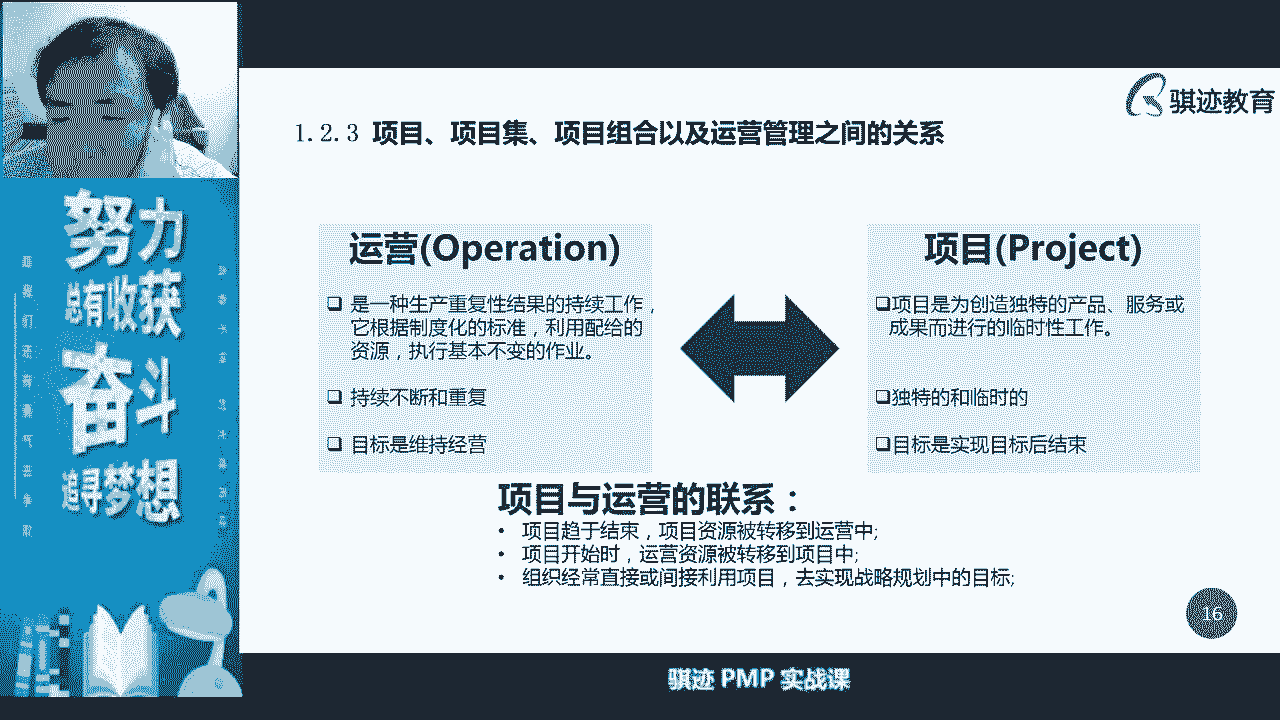 骐迹教育
1.2.3 项目、项目集、项目组合以及运营管理之间的关系
运营(Operation)
❑ 是一种生产重复性结果的持续工作，
它根据制度化的标准，利用配给的
资源，执行基本不变的作业。
❑ 持续不断和重复
❑ 目标是维持经营
项目(Project)
❑项目是为创造独特的产品、服务或
成果而进行的临时性工作。
❑独特的和临时的
❑目标是实现目标后结束
项目与运营的联系：
• 项目趋于结束，项目资源被转移到运营中;
• 项目开始时，运营资源被转移到项目中;
• 组织经常直接或间接利用项目，去实现战略规划中的目标;
16
骐迹 PMP 实战课
努力
总有收获
奋斗
追寻梦想